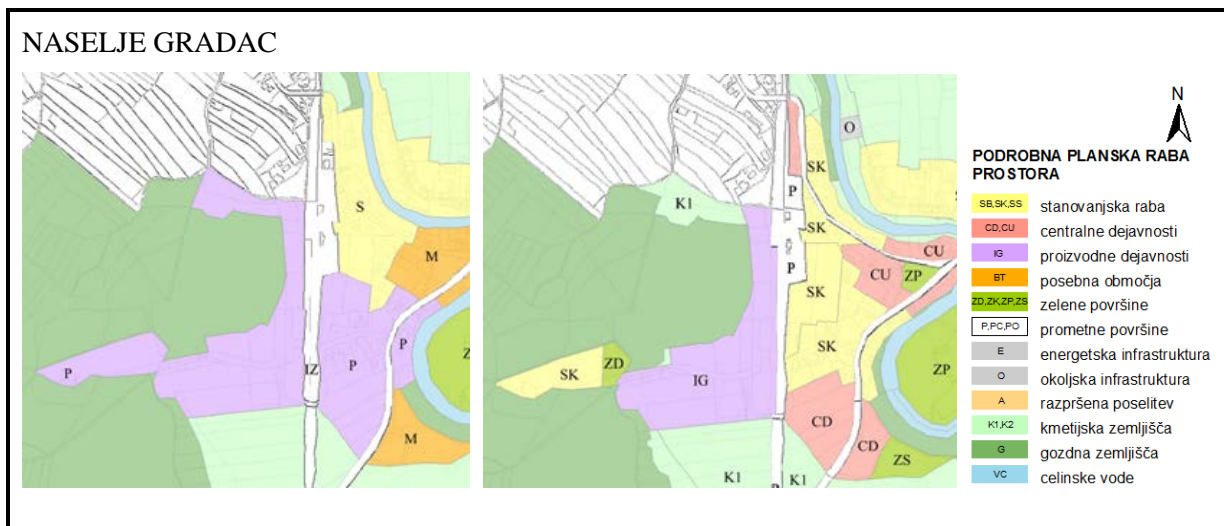 NASELJE GRADAC
S
M
P
P
P
IZ
M
Z
O
SK
S
P
K1
SK
P
CU
CU
ZP
SK
SK
ZD
SK
IG
ZP
CD
CD
ZS
K1
K1
N
PODROBNA PLANSKA RABA
PROSTORA
SB,SK,SS stanovanjska raba
CD,CU centralne dejavnosti
IG proizvodne dejavnosti
BT posebna območja
ZD,ZK,ZP,ZS zelene površine
P,PC,PO prometne površine
E energetska infrastruktura
O okoljska infrastruktura
A razpršena poselitev
K1,K2 kmetijska zemljišča
G gozdna zemljišča
VC celinske vode